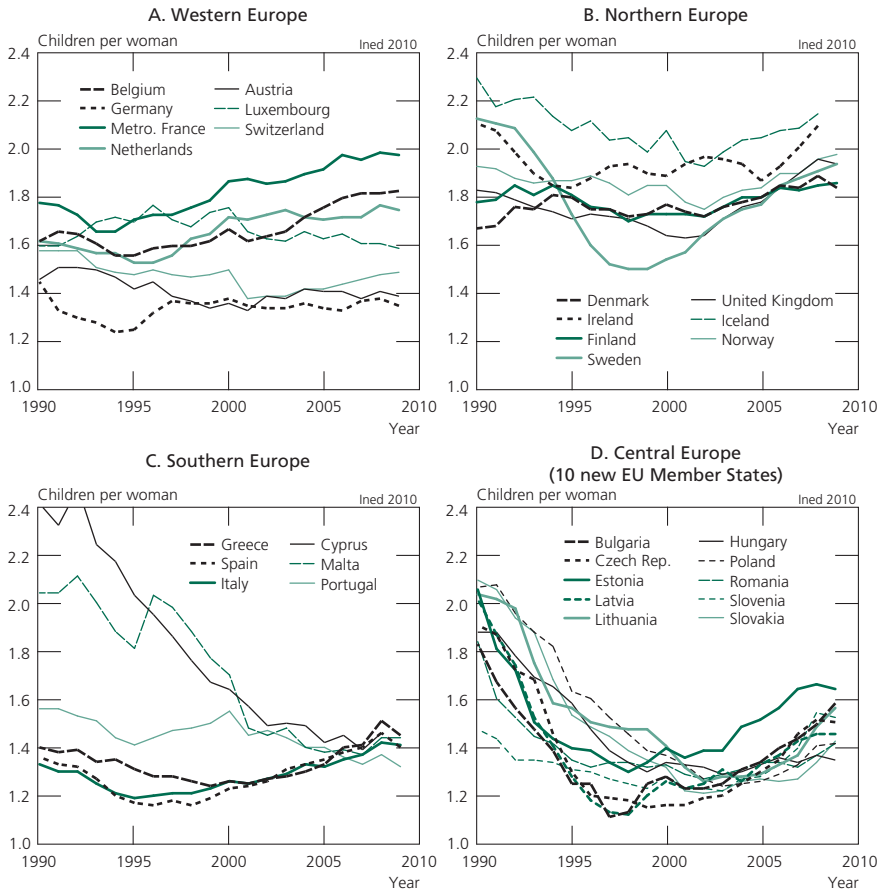 A. Western Europe
Children per woman
Ined 2010
2.4
2.2
2.0
1.8
1.6
1.4
1.2
1.0
Belgium
Germany
Metro. France
Netherlands
Austria
Luxembourg
Switzerland
1990 1995 2000 2005 2010
Year
B. Northern Europe
Children per woman
Ined 2010
2.4
2.2
2.0
1.8
1.6
1.4
1.2
1.0
Denmark
Ireland
Finland
Sweden
United Kingdom
Iceland
Norway
1990 1995 2000 2006 2010
Year
C. Southern Europe
Children per woman
Ined 2010
2.4
2.2
2.0
1.8
1.6
1.4
1.2
1.0
Greece
Spain
Italy
Cyprus
Malta
Portugal
1990 1995 2000 2005 2010
Year
D. Central Europe
(10 new EU Member States)
Children per woman
Ined 2010
2.4
2.2
2.0
1.8
1.6
1.4
1.2
1.0
Bulgaria
Czech Rep.
Estonia
Latvia
Lithuania
Hungary
Poland
Romania
Slovenia
Slovakia
1990 1995 2000 2005 2010
Year